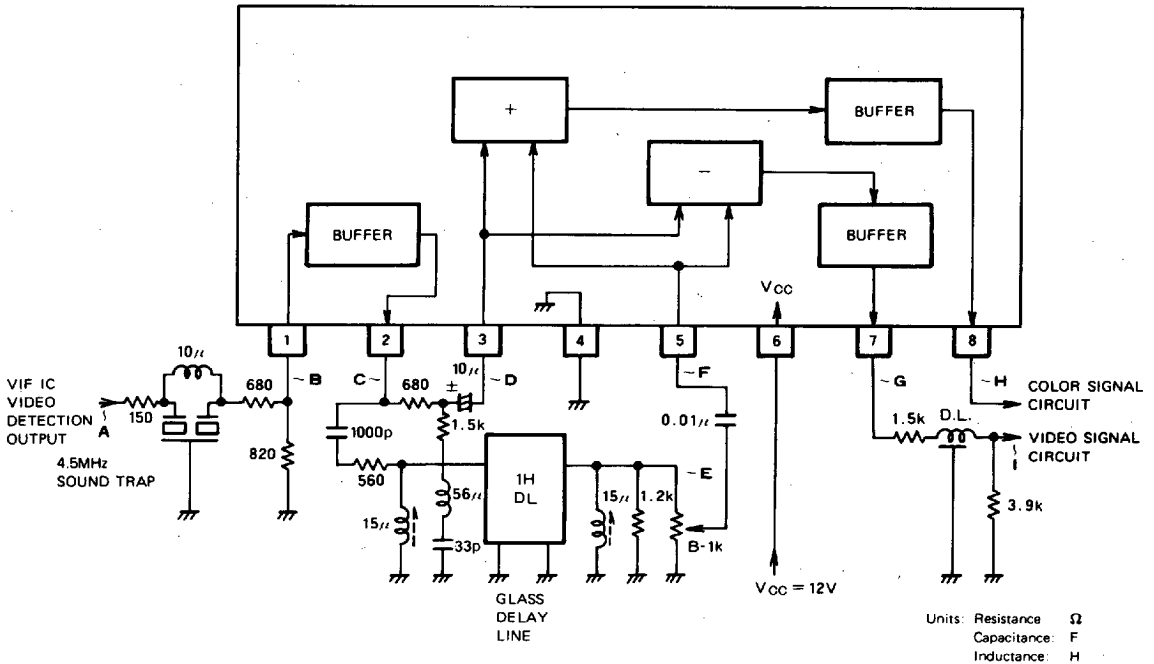 +
BUFFER
−
BUFFER
BUFFER
VCC
1
2
3
4
5
6
7
8
10μ
680
~B
C~
680
10μ
±
~D
~F
~G
~H
COLOR SIGNAL
CIRCUIT
VIF IC
VIDEO
DETECTION
OUTPUT
A
150
4.5MHz
SOUND TRAP
820
1000p
560
1.5k
0.01μ
1.5k
D.L.
VIDEO SIGNAL
CIRCUIT
I
15μ
56μ
33p
1H
DL
~E
15μ
1.2k
B-1k
3.9k
VCC = 12V
GLASS
DELAY
LINE
Units: Resistance Ω
Capacitance: F
Inductance: H